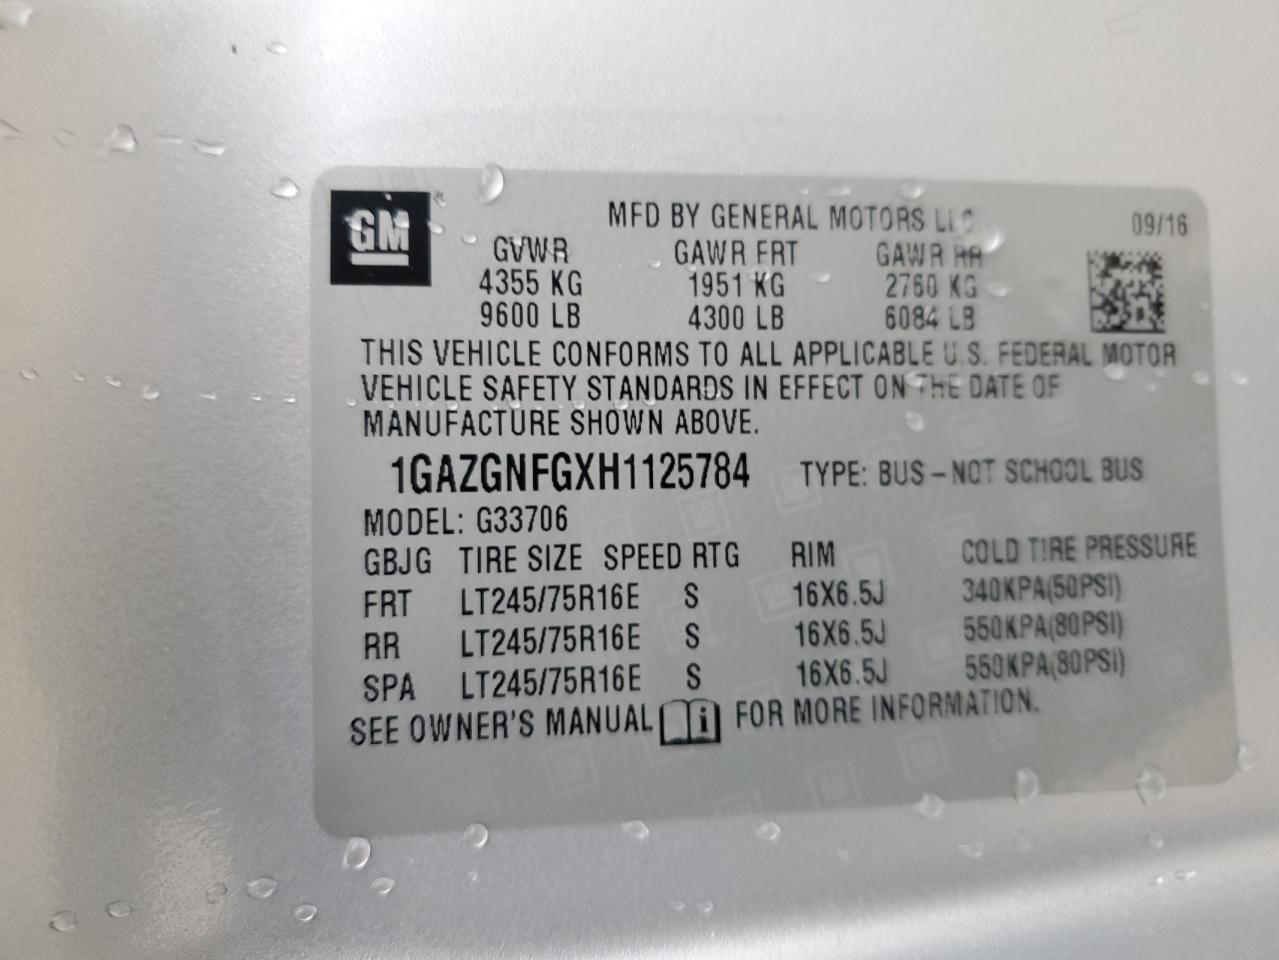 GM
MFD BY GENERAL MOTORS LLC 09/16
GVWR GAWR FRT GAWR RR
4355 KG 1951 KG 2760 KG
9600 LB 4300 LB 6084 LB
THIS VEHICLE CONFORMS TO ALL APPLICABLE U.S. FEDERAL MOTOR
VEHICLE SAFETY STANDARDS IN EFFECT ON THE DATE OF
MANUFACTURE SHOWN ABOVE.
1GAZGNFGXH1125784 TYPE: BUS-NOT SCHOOL BUS
MODEL: G33706
GBJG TIRE SIZE SPEED RTG RIM COLD TIRE PRESSURE
FRT LT245/75R16E S 16X6.5J 340KPA(50PSI)
RR LT245/75R16E S 16X6.5J 550KPA(80PSI)
SPA LT245/75R16E S 16X6.5J 550KPA(80PSI)
SEE OWNER'S MANUAL i FOR MORE INFORMATION.